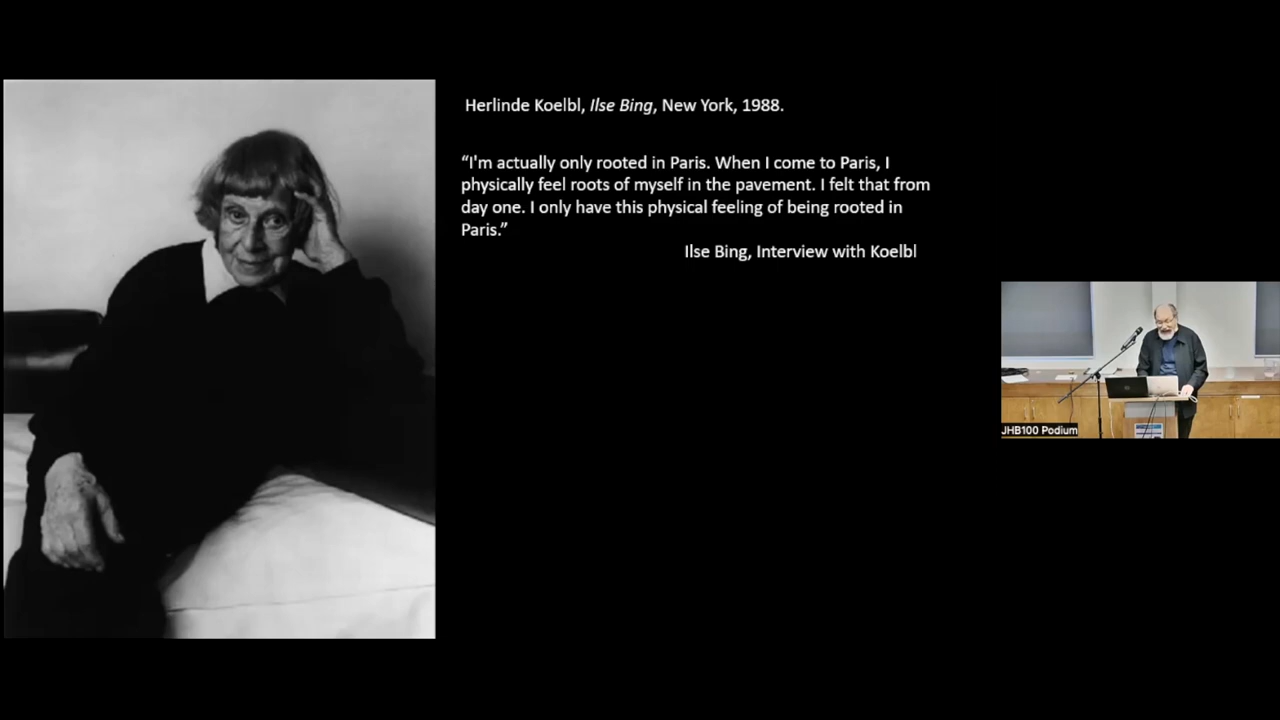 Herlinde Koelbl, Ilse Bing, New York, 1988.
“I'm actually only rooted in Paris. When I come to Paris, I
physically feel roots of myself in the pavement. I felt that from
day one. I only have this physical feeling of being rooted in
Paris.”
Ilse Bing, Interview with Koelbl
JHB100 Podium